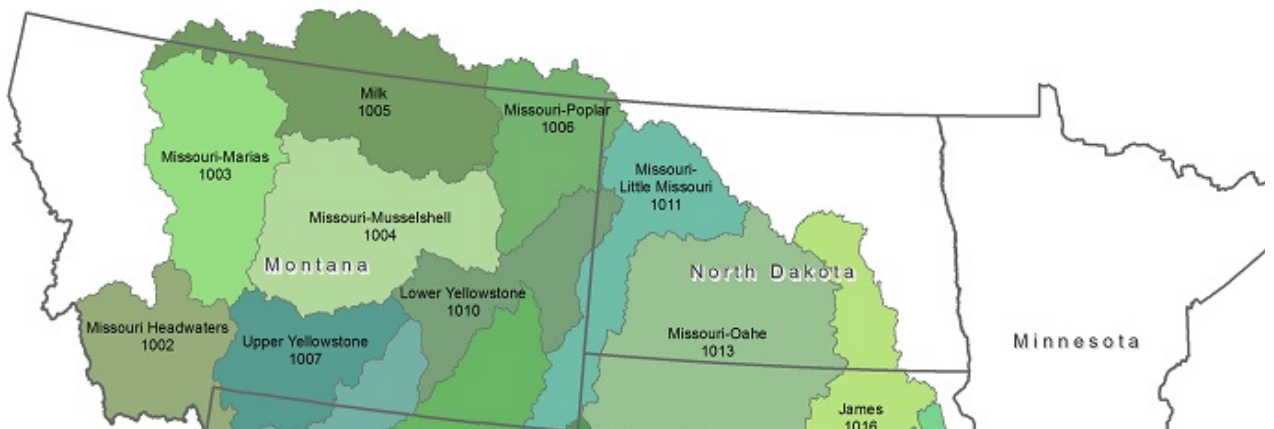 Milk
1005
Missouri-Poplar
1006
Missouri-Marias
1003
Missouri-
Little Missouri
1011
Missouri-Musselshell
1004
Montana
North Dakota
Lower Yellowstone
1010
Missouri Headwaters
1002
Upper Yellowstone
1007
Missouri-Oahe
1013
Minnesota
James
1016